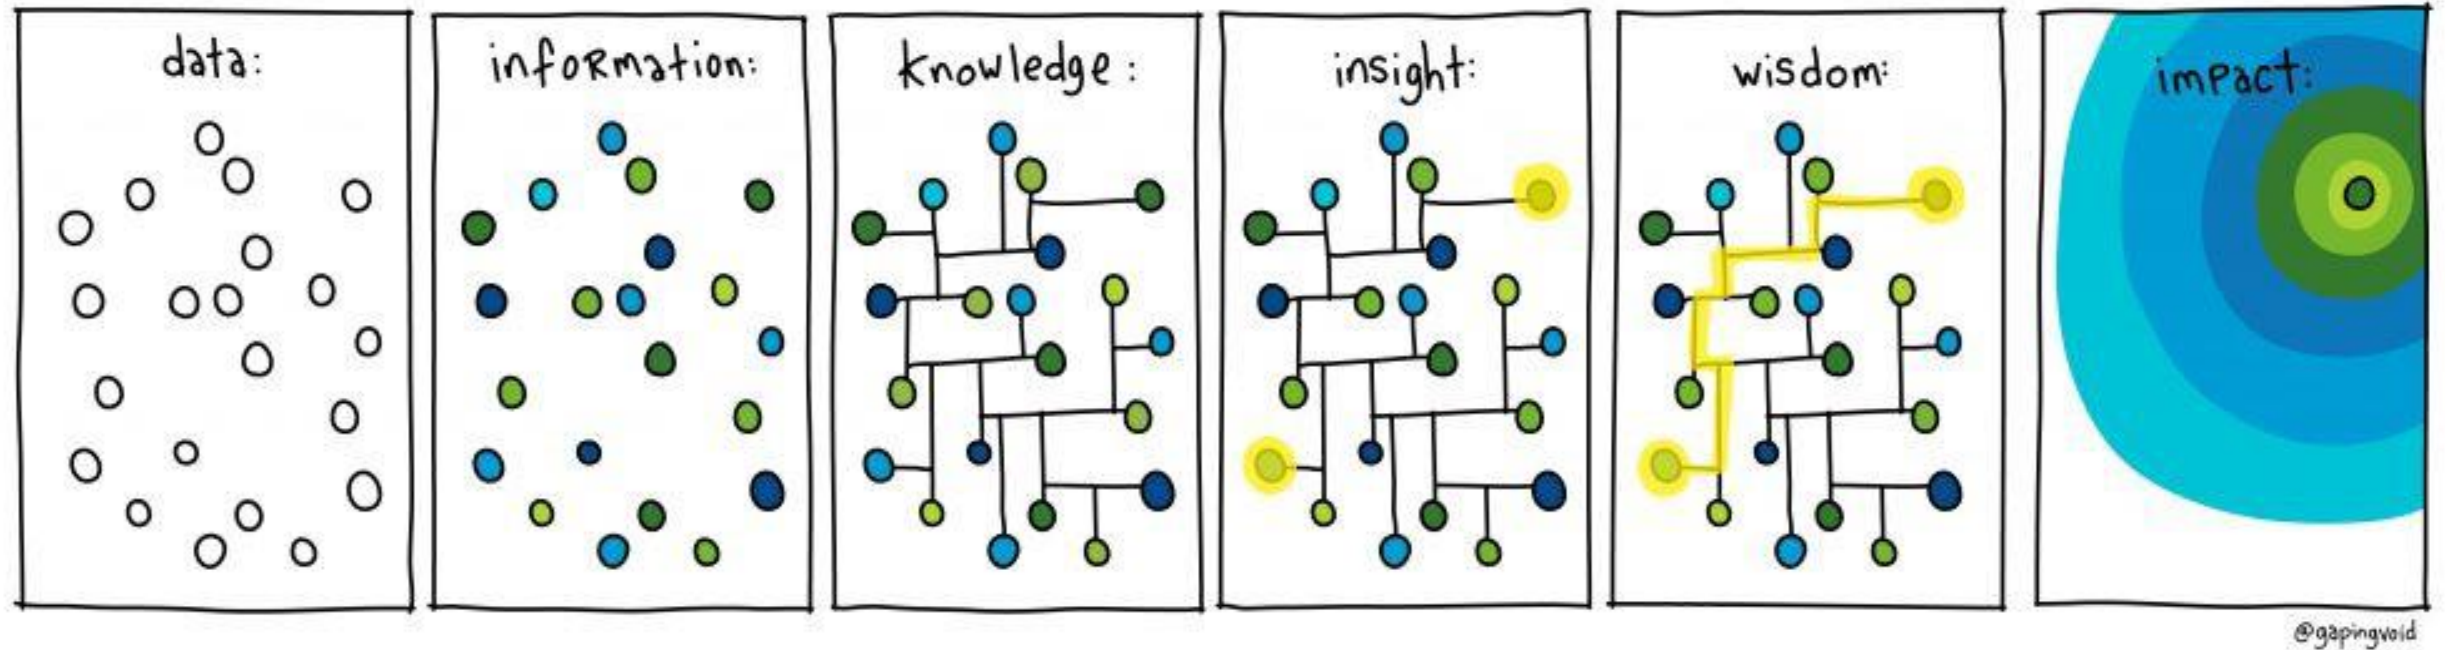 data:
infoRmation:
knowledge:
insight:
wisdom:
impact:
@gapingvoid